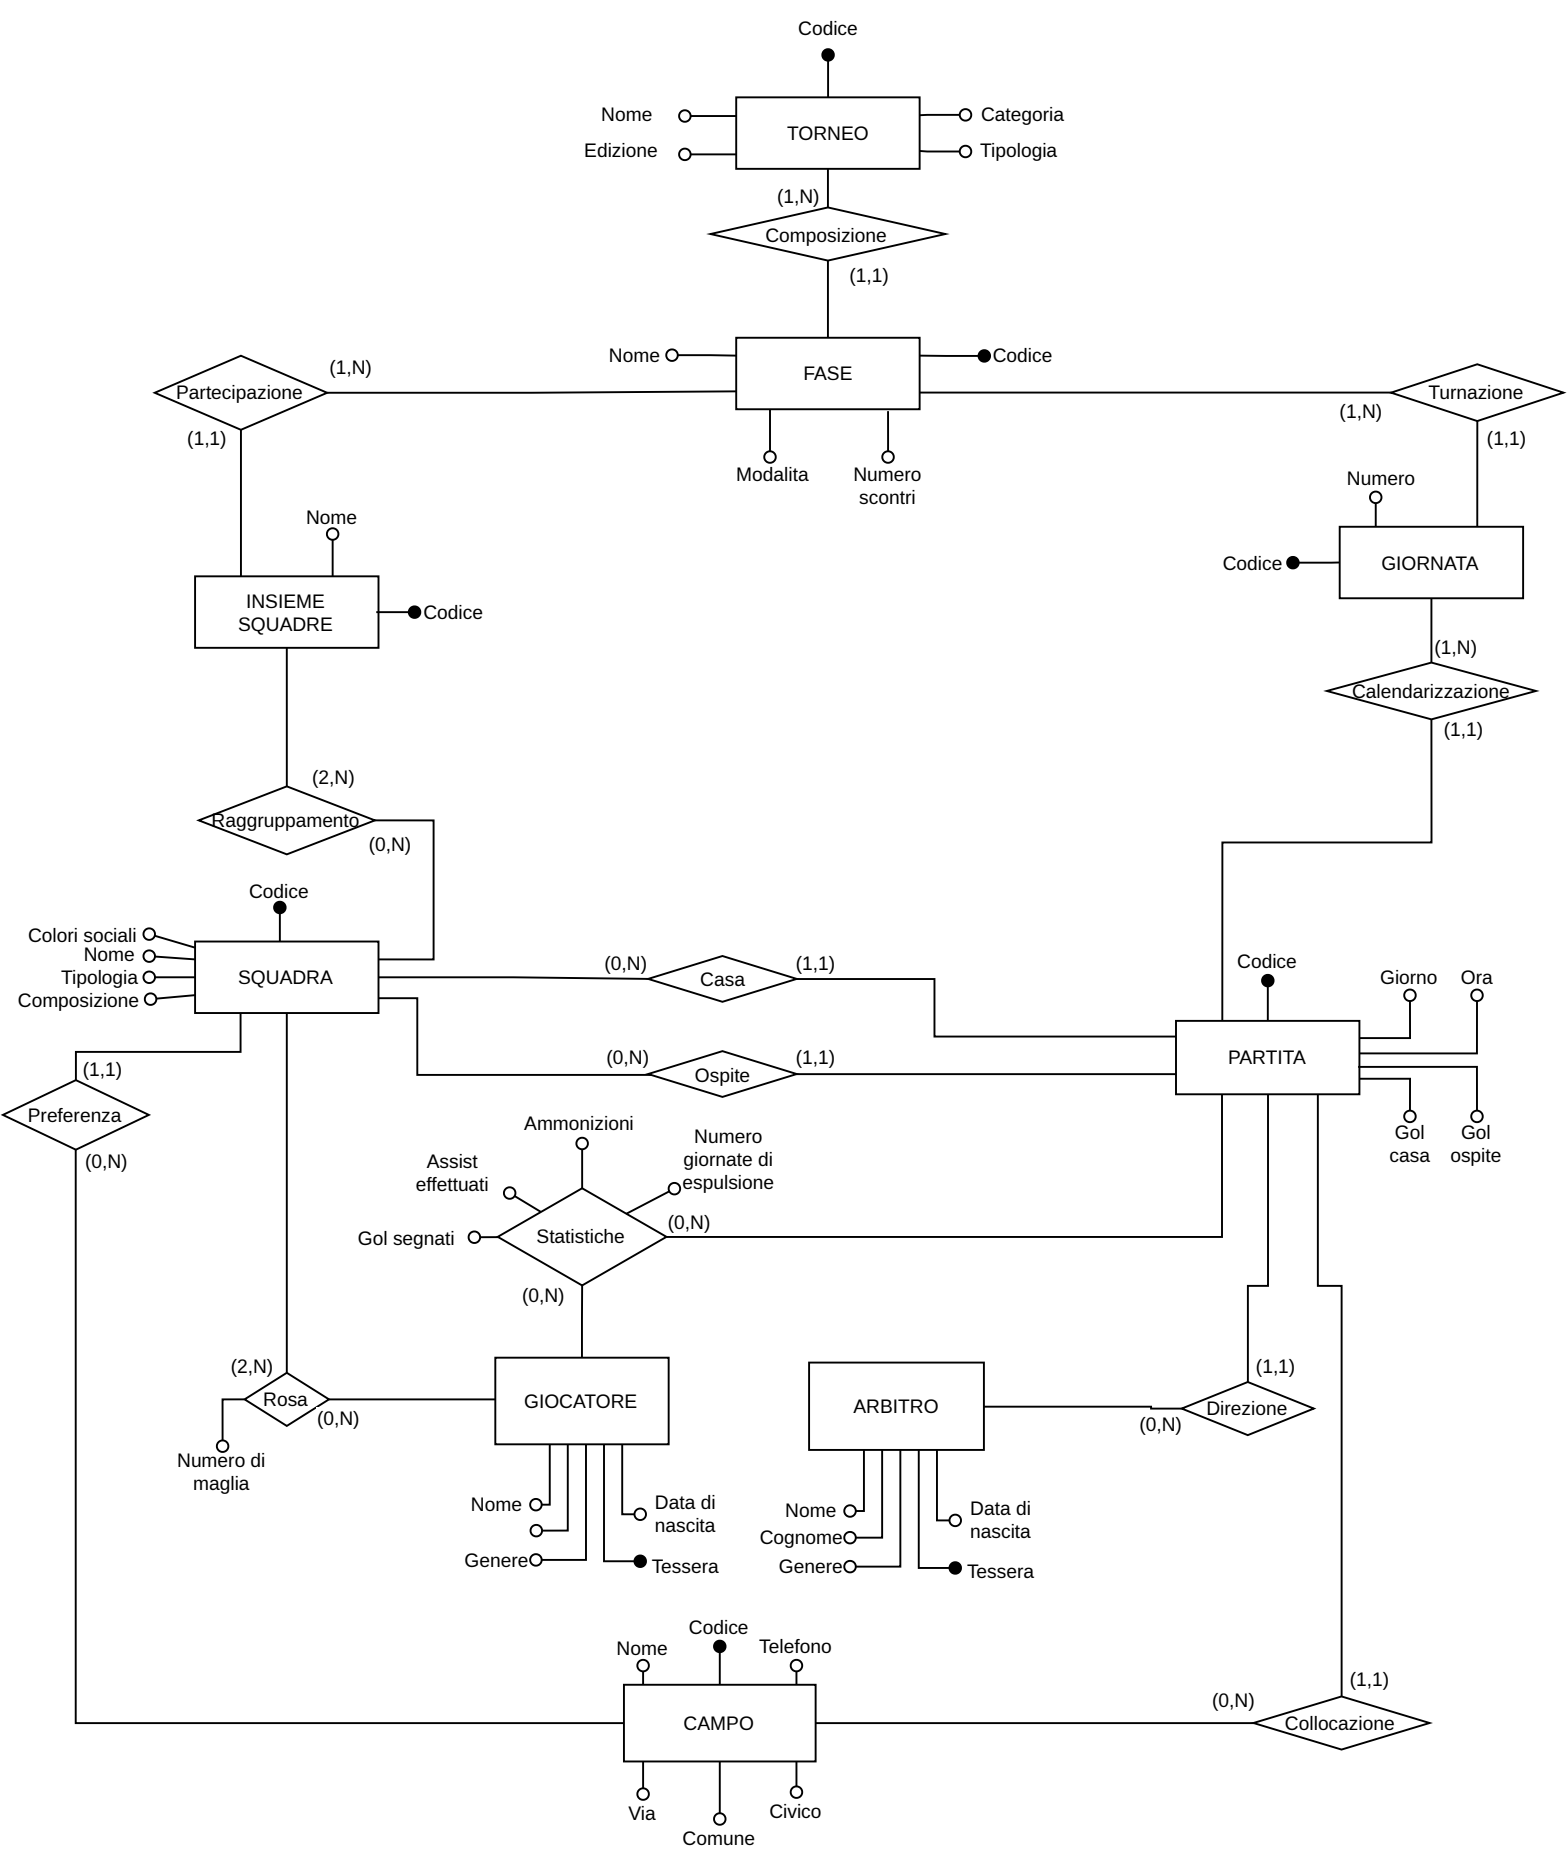 Codice
Nome
Categoria
TORNEO
Edizione
Tipologia
(1,N)
Composizione
(1,1)
Nome
Codice
FASE
(1,N)
Partecipazione
(1,1)
Turnazione
(1,N)
(1,1)
Modalita
Numero
scontri
Numero
Nome
Codice
GIORNATA
INSIEME
SQUADRE
Codice
(1,N)
Calendarizzazione
(1,1)
(2,N)
Raggruppamento
(0,N)
Codice
Colori sociali
Nome
Tipologia
Composizione
SQUADRA
(0,N)
Casa
(1,1)
Codice
Giorno
Ora
PARTITA
(0,N)
Ospite
(1,1)
(1,1)
Preferenza
(0,N)
Gol
casa
Gol
ospite
Ammonizioni
Assist
effettuati
Numero
giornate di
espulsione
Gol segnati
Statistiche
(0,N)
(0,N)
(2,N)
Rosa
(0,N)
Numero di
maglia
GIOCATORE
ARBITRO
(1,1)
Direzione
(0,N)
Nome
Data di
nascita
Genere
Tessera
Nome
Cognome
Genere
Data di
nascita
Tessera
Codice
Nome
Telefono
CAMPO
(0,N)
(1,1)
Collocazione
Via
Comune
Civico